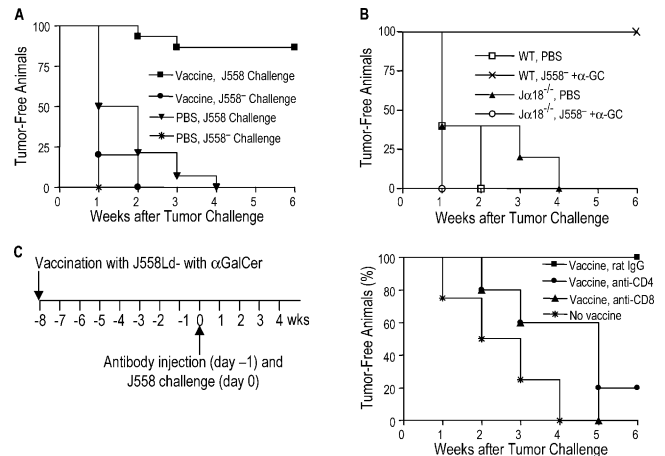 A
Tumor-Free Animals
100
75
50
25
0
Vaccine, J558 Challenge
Vaccine, J558⁻ Challenge
PBS, J558 Challenge
PBS, J558⁻ Challenge
0 1 2 3 4 5 6
Weeks after Tumor Challenge
B
Tumor-Free Animals
100
75
50
25
0
WT, PBS
WT, J558⁻ +α-GC
Jα18⁻/⁻, PBS
Jα18⁻/⁻, J558⁻ +α-GC
0 1 2 3 4 5 6
Weeks after Tumor Challenge
C
Vaccination with J558Ld- with αGalCer
-8 -7 -6 -5 -4 -3 -2 -1 0 1 2 3 4 wks
Antibody injection (day –1) and
J558 challenge (day 0)
Tumor-Free Animals (%)
100
80
60
40
20
0
Vaccine, rat IgG
Vaccine, anti-CD4
Vaccine, anti-CD8
No vaccine
0 1 2 3 4 5 6
Weeks after Tumor Challenge